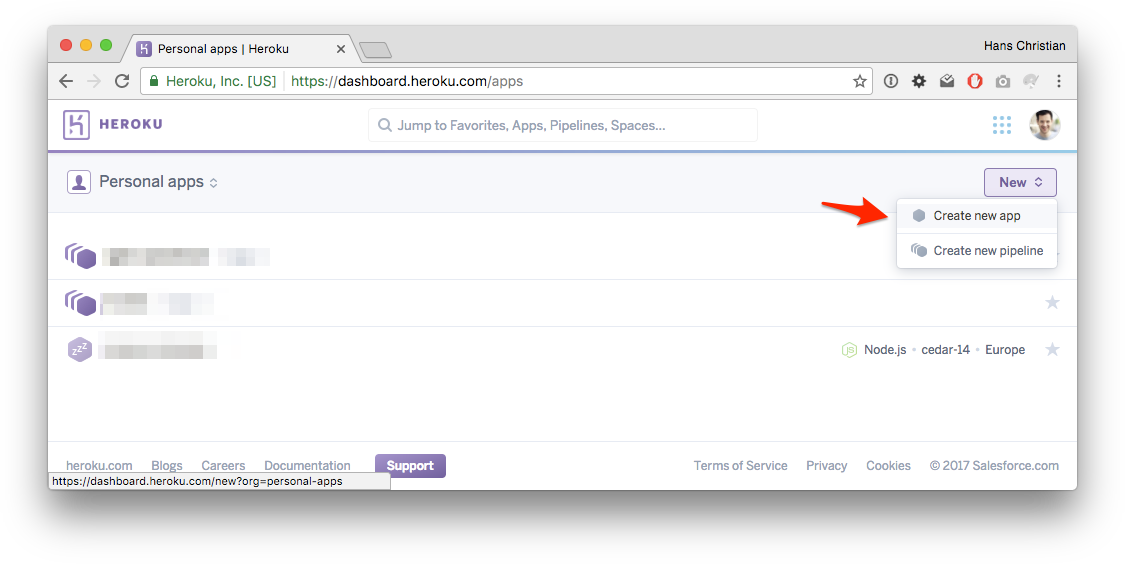 Personal apps | Heroku
Hans Christian
Heroku, Inc. [US] https://dashboard.heroku.com/apps
HEROKU
Jump to Favorites, Apps, Pipelines, Spaces...
Personal apps
New
Create new app
Create new pipeline
zzz
JS Node.js • cedar-14 • Europe
heroku.com Blogs Careers Documentation Support Terms of Service Privacy Cookies © 2017 Salesforce.com
https://dashboard.heroku.com/new?org=personal-apps